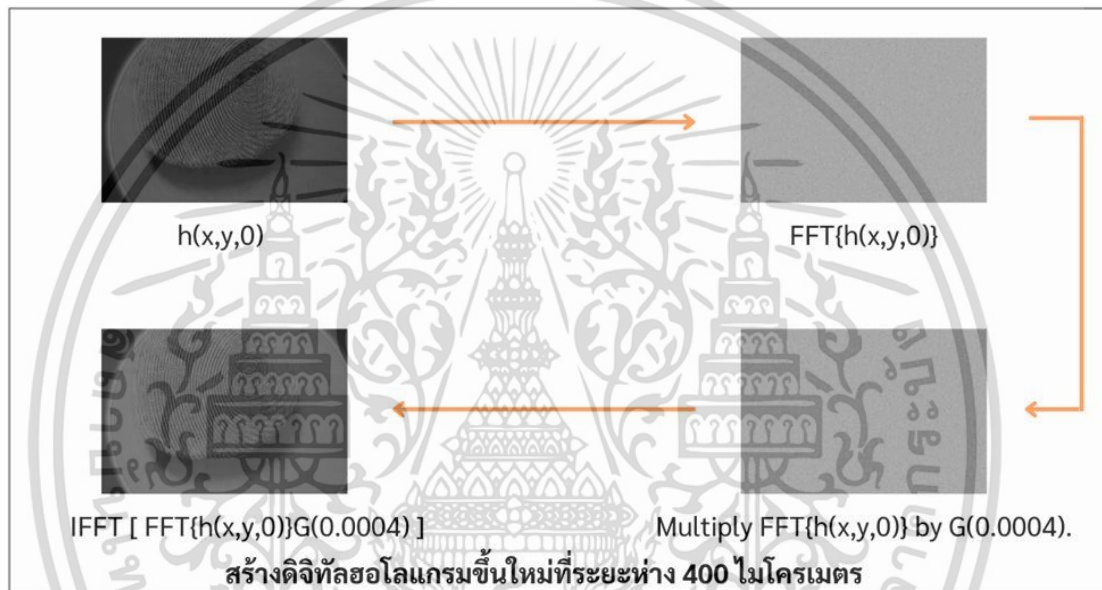 h(x,y,0)
FFT{h(x,y,0)}
IFFT [ FFT{h(x,y,0)}G(0.0004) ]
Multiply FFT{h(x,y,0)} by G(0.0004).
สร้างดิจิทัลฮอโลแกรมขึ้นใหม่ที่ระยะห่าง 400 ไมโครเมตร